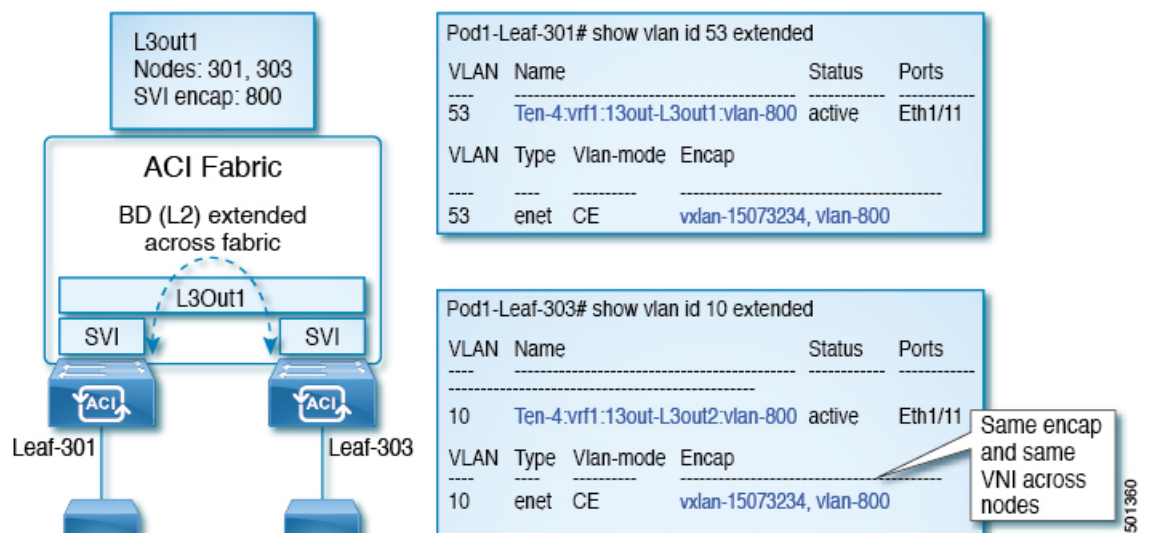 L3out1
Nodes: 301, 303
SVI encap: 800
ACI Fabric
BD (L2) extended
across fabric
L3Out1
SVI
SVI
ACI
ACI
Leaf-301
Leaf-303
Pod1-Leaf-301# show vlan id 53 extended
VLAN Name Status Ports
---- -------------------------------- --------- ---------
53 Ten-4:vrf1:13out-L3out1:vlan-800 active Eth1/11
VLAN Type Vlan-mode Encap
---- ---- ---------- -------------------------------
53 enet CE vxlan-15073234, vlan-800
Pod1-Leaf-303# show vlan id 10 extended
VLAN Name Status Ports
---- -------------------------------- --------- ---------
--------------------------------
10 Ten-4:vrf1:13out-L3out2:vlan-800 active Eth1/11
VLAN Type Vlan-mode Encap
---- ---- ---------- -------------------------------
10 enet CE vxlan-15073234, vlan-800
Same encap
and same
VNI across
nodes
501360